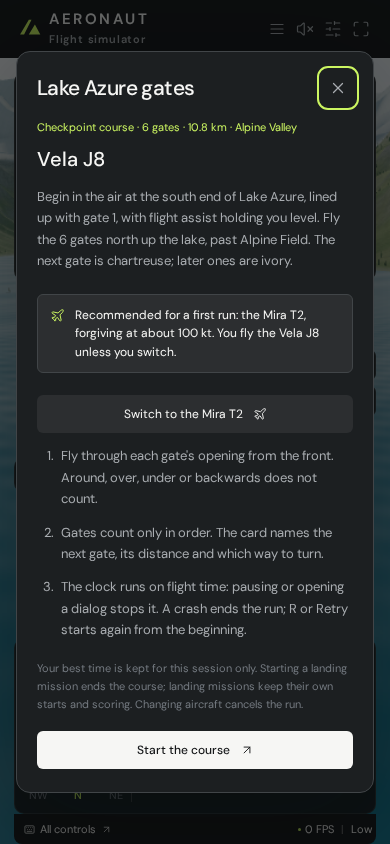 AERONAUT
Flight simulator
Lake Azure gates
Checkpoint course · 6 gates · 10.8 km · Alpine Valley
Vela J8
Begin in the air at the south end of Lake Azure, lined
up with gate 1, with flight assist holding you level. Fly
the 6 gates north up the lake, past Alpine Field. The
next gate is chartreuse; later ones are ivory.
Recommended for a first run: the Mira T2,
forgiving at about 100 kt. You fly the Vela J8
unless you switch.
Switch to the Mira T2
1. Fly through each gate's opening from the front.
Around, over, under or backwards does not
count.
2. Gates count only in order. The card names the
next gate, its distance and which way to turn.
3. The clock runs on flight time: pausing or opening
a dialog stops it. A crash ends the run; R or Retry
starts again from the beginning.
Your best time is kept for this session only. Starting a landing
mission ends the course; landing missions keep their own
starts and scoring. Changing aircraft cancels the run.
Start the course
NW N NE
All controls
• 0 FPS | Low